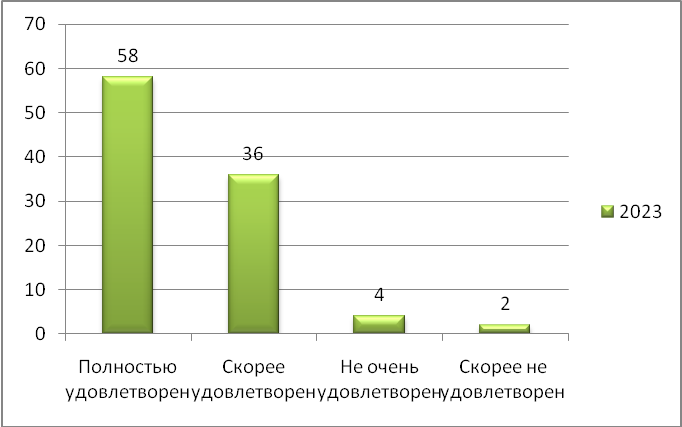 70
60
50
40
30
20
10
0
58
36
4
2
Полностью
удовлетворен
Скорее
удовлетворен
Не очень
удовлетворен
Скорее не
удовлетворен
2023